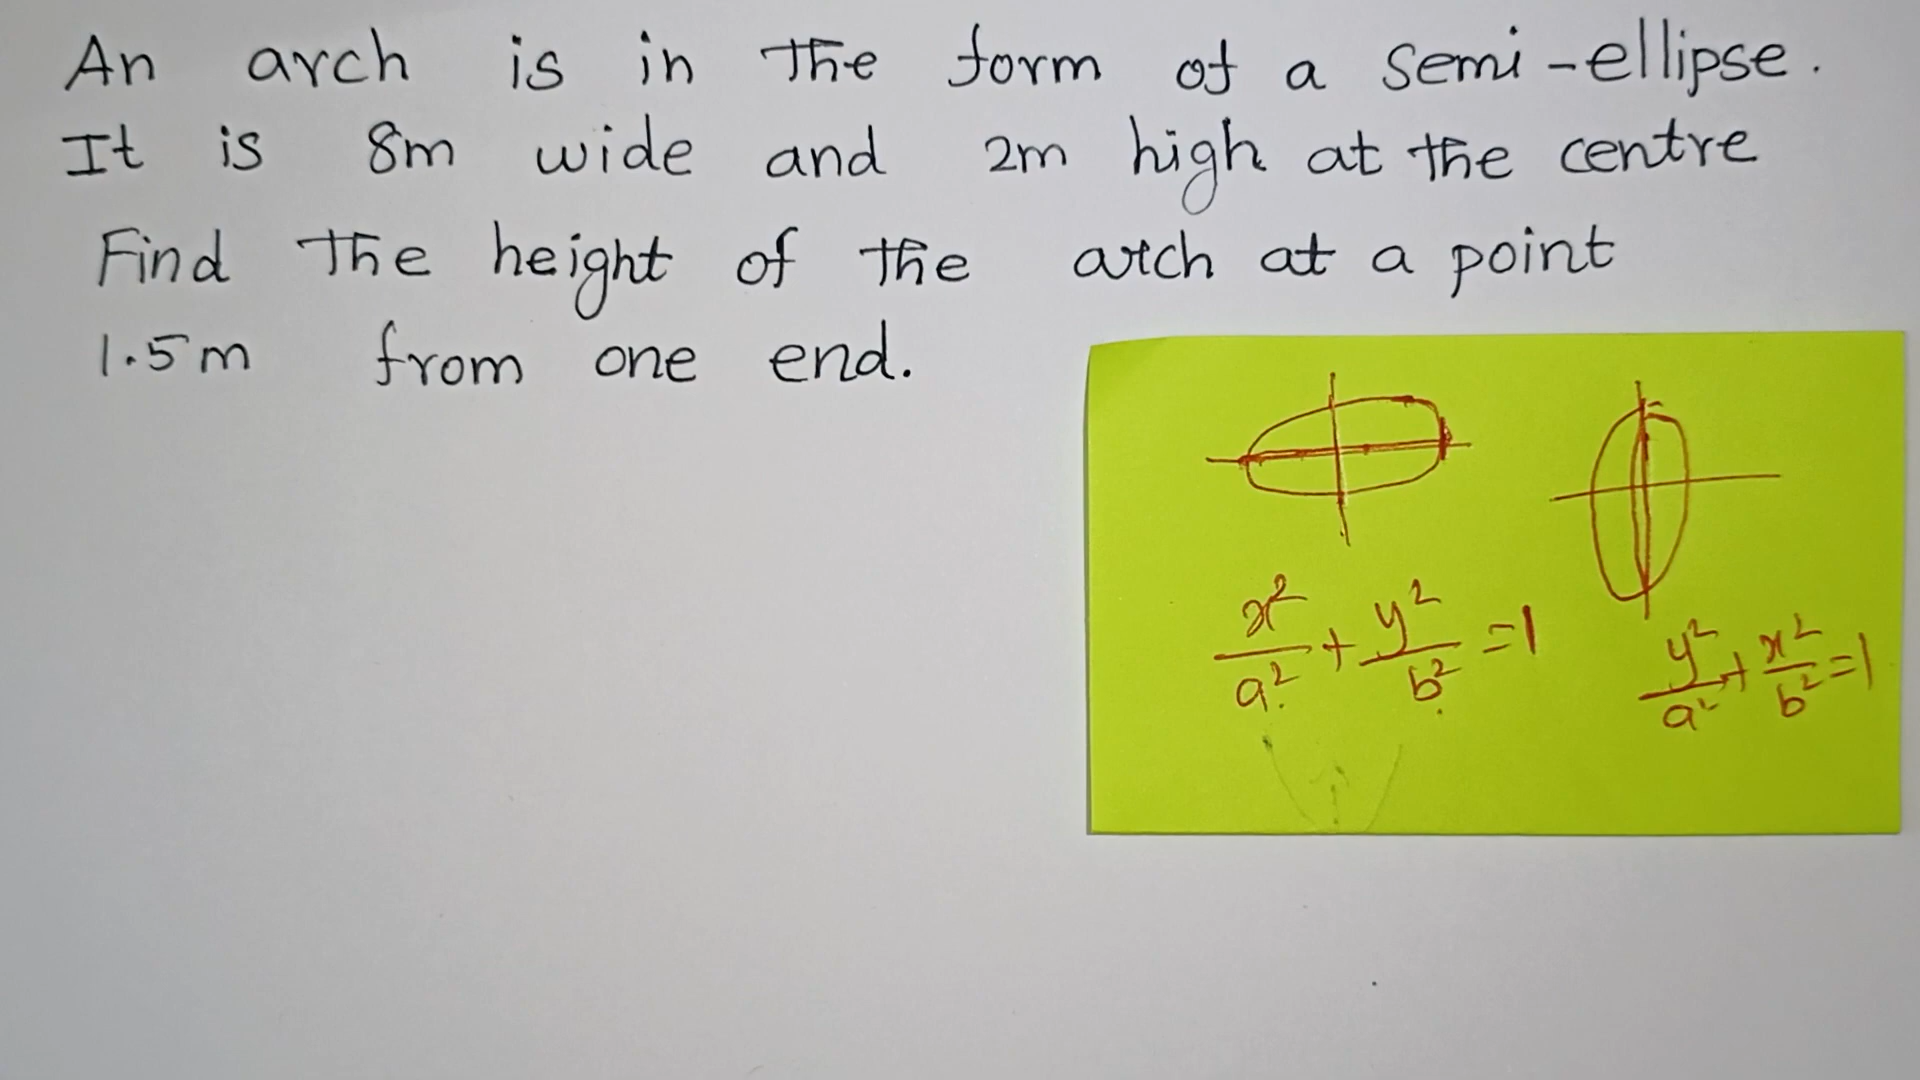 An arch is in the form of a semi-ellipse.
It is 8m wide and 2m high at the centre
Find the height of the arch at a point
1.5m from one end.
x²/a² + y²/b² = 1
y²/a² + x²/b² = 1